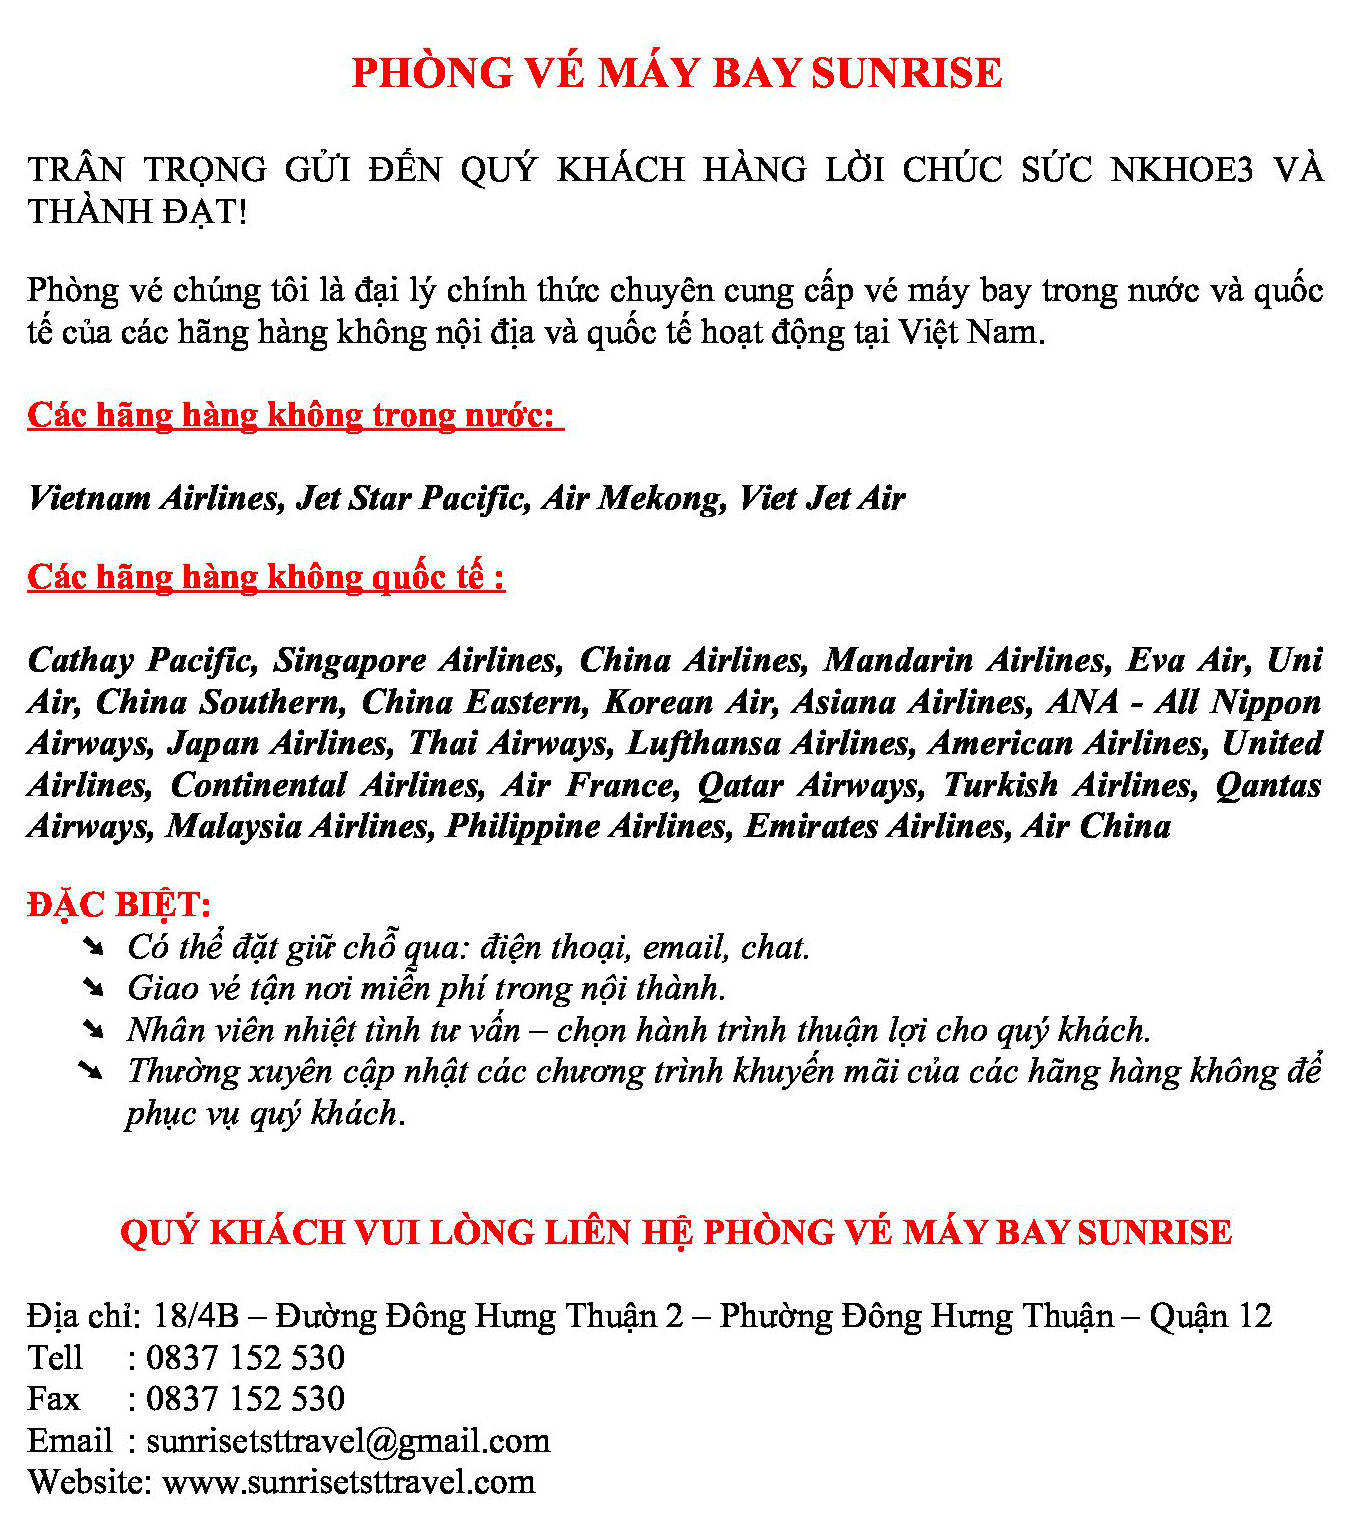 PHÒNG VÉ MÁY BAY SUNRISE
TRÂN TRỌNG GỬI ĐẾN QUÝ KHÁCH HÀNG LỜI CHÚC SỨC NKHOE3 VÀ
THÀNH ĐẠT!
Phòng vé chúng tôi là đại lý chính thức chuyên cung cấp vé máy bay trong nước và quốc
tế của các hãng hàng không nội địa và quốc tế hoạt động tại Việt Nam.
Các hãng hàng không trong nước:
Vietnam Airlines, Jet Star Pacific, Air Mekong, Viet Jet Air
Các hãng hàng không quốc tế :
Cathay Pacific, Singapore Airlines, China Airlines, Mandarin Airlines, Eva Air, Uni
Air, China Southern, China Eastern, Korean Air, Asiana Airlines, ANA - All Nippon
Airways, Japan Airlines, Thai Airways, Lufthansa Airlines, American Airlines, United
Airlines, Continental Airlines, Air France, Qatar Airways, Turkish Airlines, Qantas
Airways, Malaysia Airlines, Philippine Airlines, Emirates Airlines, Air China
ĐẶC BIỆT:
➘ Có thể đặt giữ chỗ qua: điện thoại, email, chat.
➘ Giao vé tận nơi miễn phí trong nội thành.
➘ Nhân viên nhiệt tình tư vấn – chọn hành trình thuận lợi cho quý khách.
➘ Thường xuyên cập nhật các chương trình khuyến mãi của các hãng hàng không để
phục vụ quý khách.
QUÝ KHÁCH VUI LÒNG LIÊN HỆ PHÒNG VÉ MÁY BAY SUNRISE
Địa chỉ: 18/4B – Đường Đông Hưng Thuận 2 – Phường Đông Hưng Thuận – Quận 12
Tell : 0837 152 530
Fax : 0837 152 530
Email : sunrisetsttravel@gmail.com
Website: www.sunrisetsttravel.com